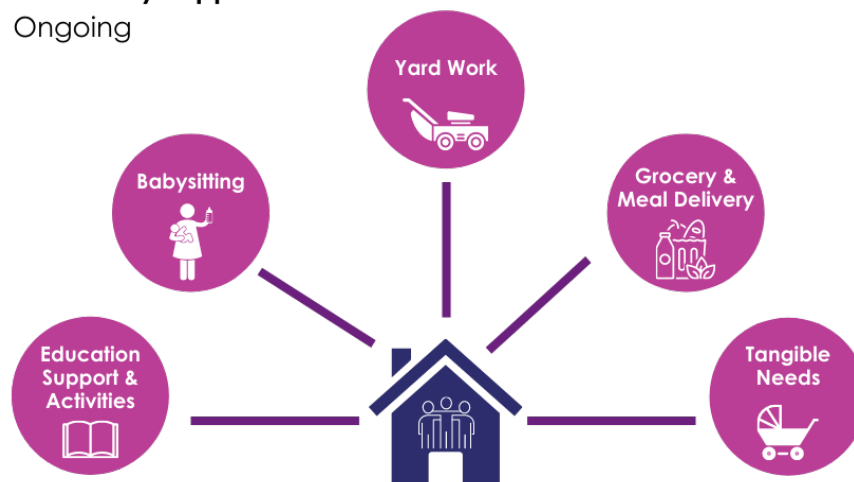 Ongoing
Yard Work
Babysitting
Grocery &
Meal Delivery
Education
Support &
Activities
Tangible
Needs